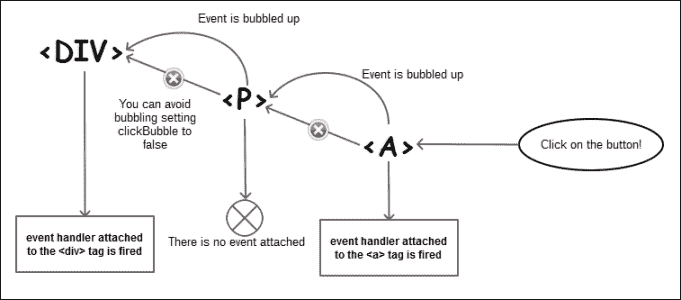 Event is bubbled up
<DIV>
Event is bubbled up
You can avoid
bubbling setting
clickBubble to
false
<P>
<A>
Click on the button!
event handler attached
to the <div> tag is fired
There is no event attached
event handler attached
to the <a> tag is fired